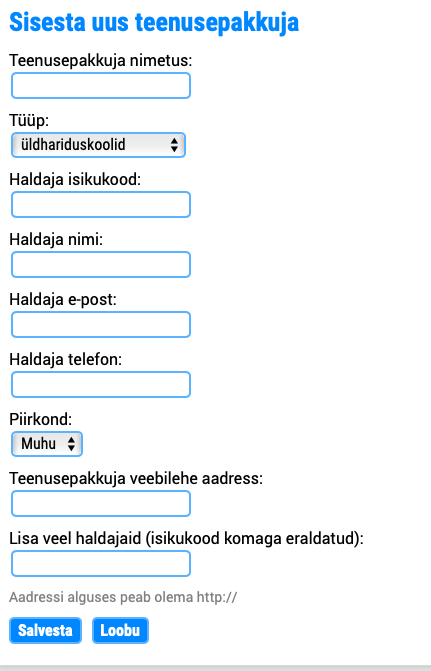 Sisesta uus teenusepakkuja
Teenusepakkuja nimetus:
Tüüp:
üldhariduskoolid
Haldaja isikukood:
Haldaja nimi:
Haldaja e-post:
Haldaja telefon:
Piirkond:
Muhu
Teenusepakkuja veebilehe aadress:
Lisa veel haldajaid (isikukood komaga eraldatud):
Aadressi alguses peab olema http://
Salvesta Loobu